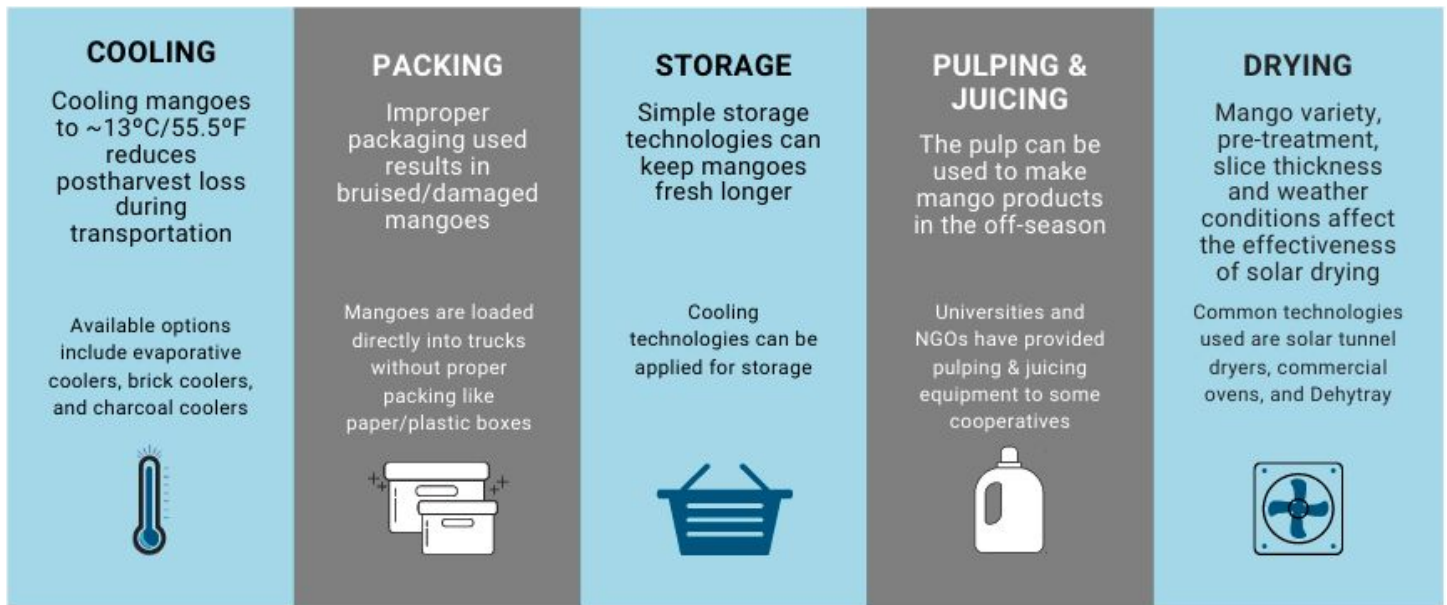 COOLING
Cooling mangoes
to ~13ºC/55.5ºF
reduces
postharvest loss
during
transportation
Available options
include evaporative
coolers, brick coolers,
and charcoal coolers
PACKING
Improper
packaging used
results in
bruised/damaged
mangoes
Mangoes are loaded
directly into trucks
without proper
packing like
paper/plastic boxes
STORAGE
Simple storage
technologies can
keep mangoes
fresh longer
Cooling
technologies can be
applied for storage
PULPING &
JUICING
The pulp can be
used to make
mango products
in the off-season
Universities and
NGOs have provided
pulping & juicing
equipment to some
cooperatives
DRYING
Mango variety,
pre-treatment,
slice thickness
and weather
conditions affect
the effectiveness
of solar drying
Common technologies
used are solar tunnel
dryers, commercial
ovens, and Dehytray